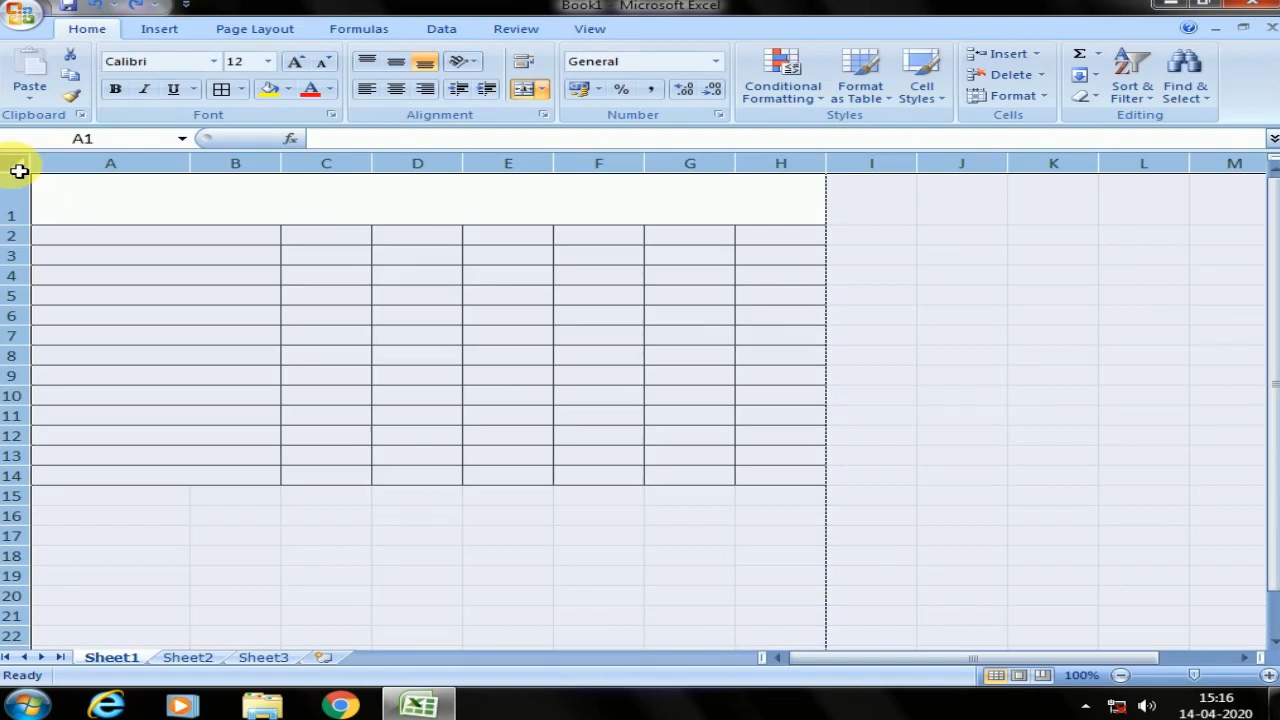 Book1 - Microsoft Excel
Home Insert Page Layout Formulas Data Review View
Paste
Calibri 12
B I U A
General
% ,
Conditional Formatting
Format as Table
Cell Styles
Insert
Delete
Format
Σ
Sort & Filter
Find & Select
Clipboard Font Alignment Number Styles Cells Editing
A1 fx
A B C D E F G H I J K L M
1
2
3
4
5
6
7
8
9
10
11
12
13
14
15
16
17
18
19
20
21
22
Sheet1 Sheet2 Sheet3
Ready 100%
15:16
14-04-2020